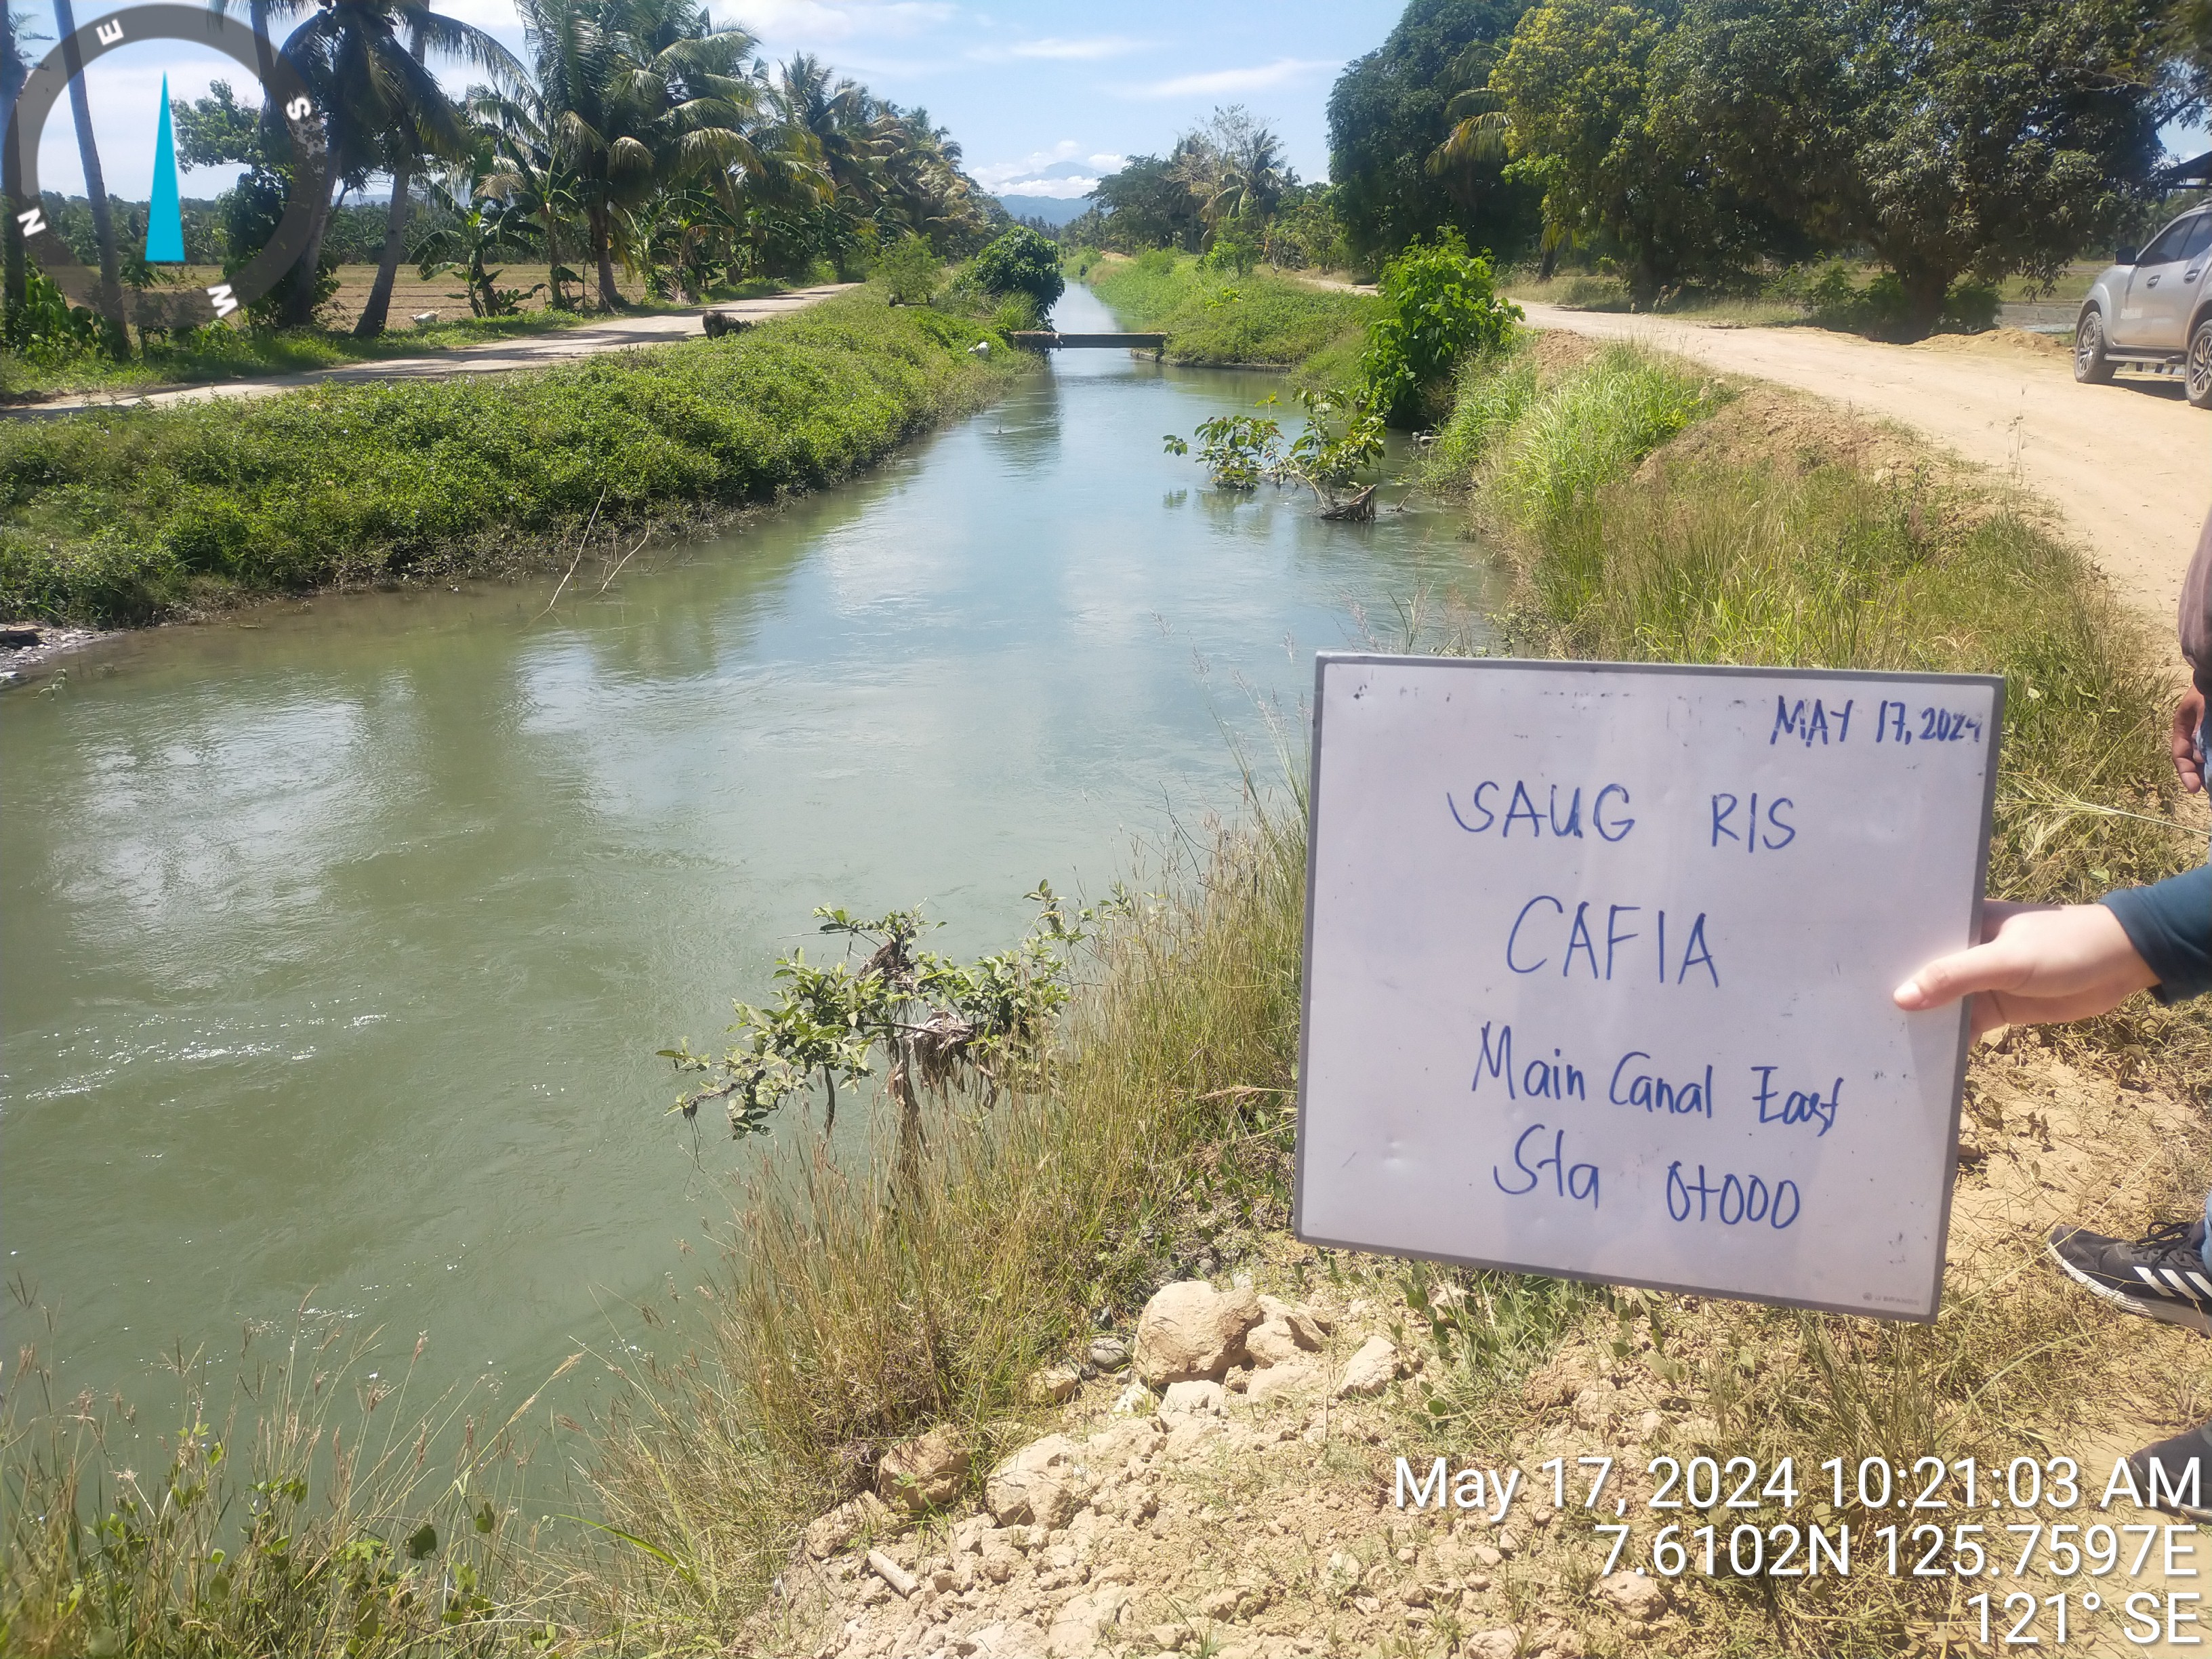 E
S
N
W
MAY 17, 2024
SAUG RIS
CAFIA
Main Canal East
Sta 0+000
May 17, 2024 10:21:03 AM
7.6102N 125.7597E
121° SE